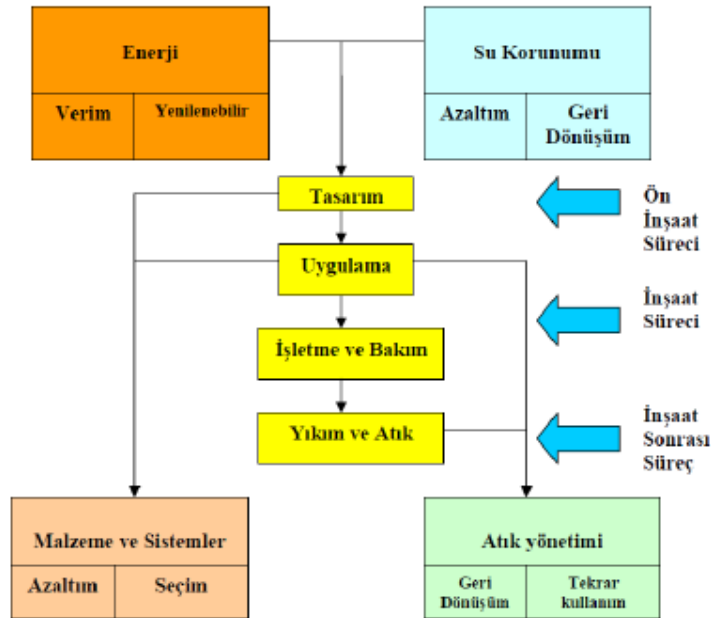 Enerji
Verim
Yenilenebilir
Su Korunumu
Azaltım
Geri
Dönüşüm
Tasarım
Ön
İnşaat
Süreci
Uygulama
İnşaat
Süreci
İşletme ve Bakım
Yıkım ve Atık
İnşaat
Sonrası
Süreç
Malzeme ve Sistemler
Azaltım
Seçim
Atık yönetimi
Geri
Dönüşüm
Tekrar
kullanım